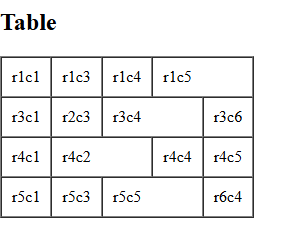 Table
r1c1 r1c3 r1c4 r1c5
r3c1 r2c3 r3c4 r3c6
r4c1 r4c2 r4c4 r4c5
r5c1 r5c3 r5c5 r6c4